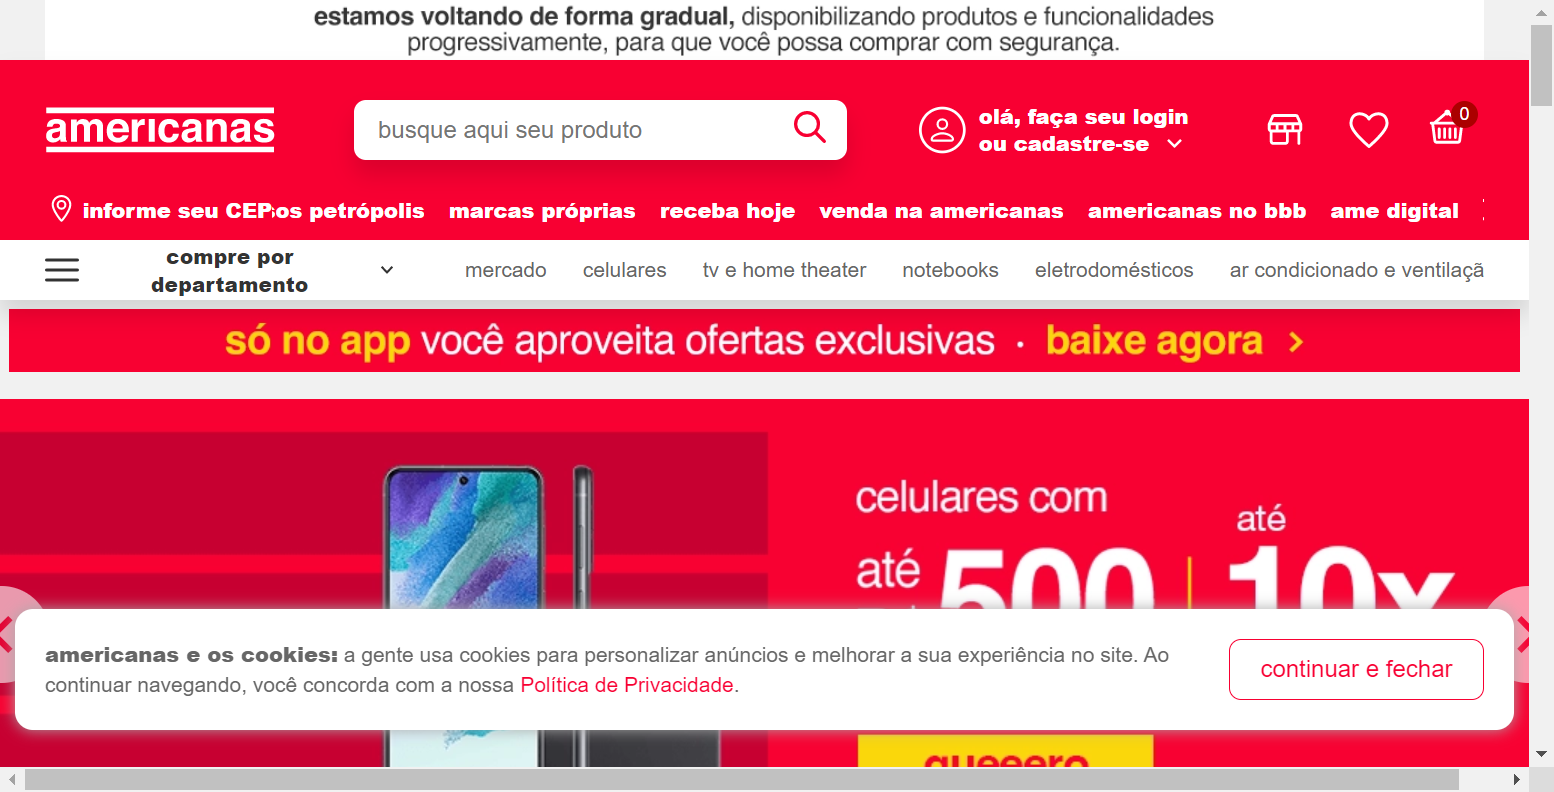 estamos voltando de forma gradual, disponibilizando produtos e funcionalidades
progressivamente, para que você possa comprar com segurança.
americanas
busque aqui seu produto
olá, faça seu login
ou cadastre-se
0
informe seu CEP petrópolis marcas próprias receba hoje venda na americanas americanas no bbb ame digital
compre por
departamento
mercado celulares tv e home theater notebooks eletrodomésticos ar condicionado e ventilaçã
só no app você aproveita ofertas exclusivas · baixe agora >
celulares com
até 500
até
10x
americanas e os cookies: a gente usa cookies para personalizar anúncios e melhorar a sua experiência no site. Ao
continuar navegando, você concorda com a nossa Política de Privacidade.
continuar e fechar
queeero